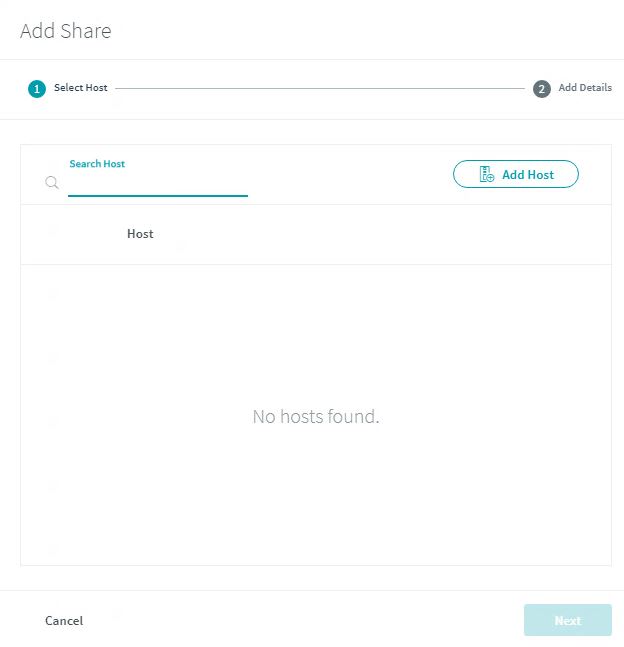 Add Share
1 Select Host
2 Add Details
Search Host
Add Host
Host
No hosts found.
Cancel
Next